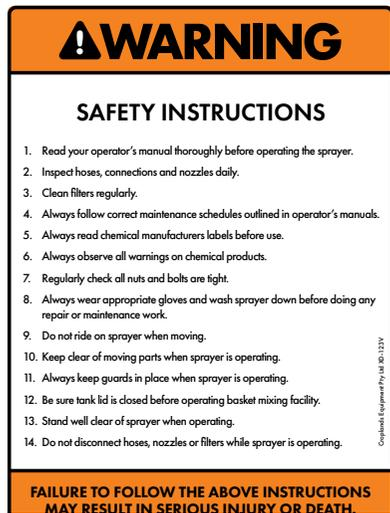 WARNING
SAFETY INSTRUCTIONS
1. Read your operator's manual thoroughly before operating the sprayer.
2. Inspect hoses, connections and nozzles daily.
3. Clean filters regularly.
4. Always follow correct maintenance schedules outlined in operator's manuals.
5. Always read chemical manufacturers labels before use.
6. Always observe all warnings on chemical products.
7. Regularly check all nuts and bolts are tight.
8. Always wear appropriate gloves and wash sprayer down before doing any
repair or maintenance work.
9. Do not ride on sprayer when moving.
10. Keep clear of moving parts when sprayer is operating.
11. Always keep guards in place when sprayer is operating.
12. Be sure tank lid is closed before operating basket mixing facility.
13. Stand well clear of sprayer when operating.
14. Do not disconnect hoses, nozzles or filters while sprayer is operating.
Croplands Equipment Pty Ltd XD-123V
FAILURE TO FOLLOW THE ABOVE INSTRUCTIONS
MAY RESULT IN SERIOUS INJURY OR DEATH.